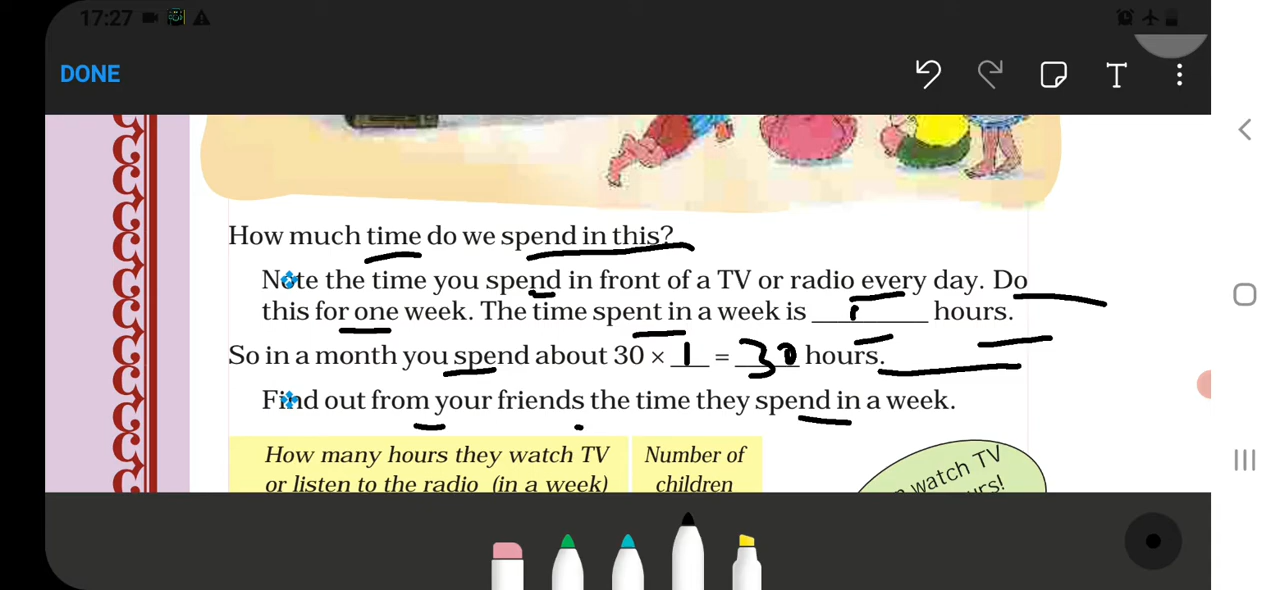 17:27
DONE
T
How much time do we spend in this?
Note the time you spend in front of a TV or radio every day. Do
this for one week. The time spent in a week is ________ hours.
So in a month you spend about 30 × 1 = 30 hours.
Find out from your friends the time they spend in a week.
How many hours they watch TV
or listen to the radio (in a week)
Number of
children
watch TV